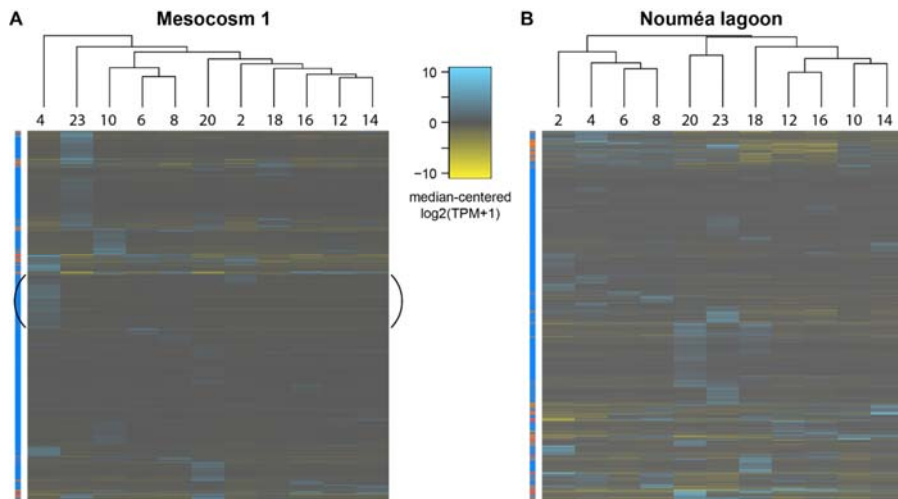 A
Mesocosm 1
4 23 10 6 8 20 2 18 16 12 14
10
0
−10
median-centered
log2(TPM+1)
B
Nouméa lagoon
2 4 6 8 20 23 18 12 16 10 14